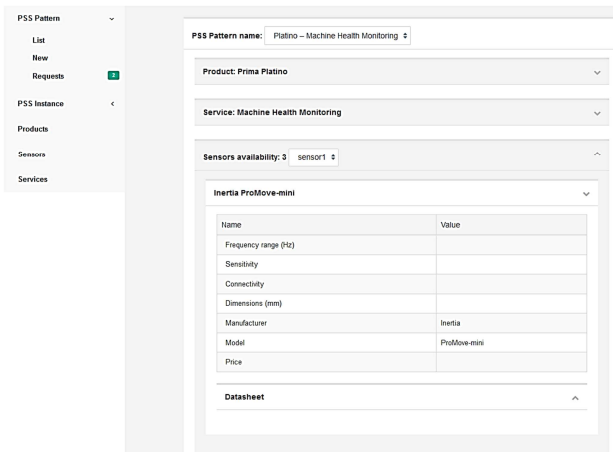 PSS Pattern
List
New
Requests 2
PSS Instance
Products
Sensors
Services
PSS Pattern name: Platino – Machine Health Monitoring
Product: Prima Platino
Service: Machine Health Monitoring
Sensors availability: 3 sensor1
Inertia ProMove-mini
Name Value
Frequency range (Hz)
Sensitivity
Connectivity
Dimensions (mm)
Manufacturer Inertia
Model ProMove-mini
Price
Datasheet